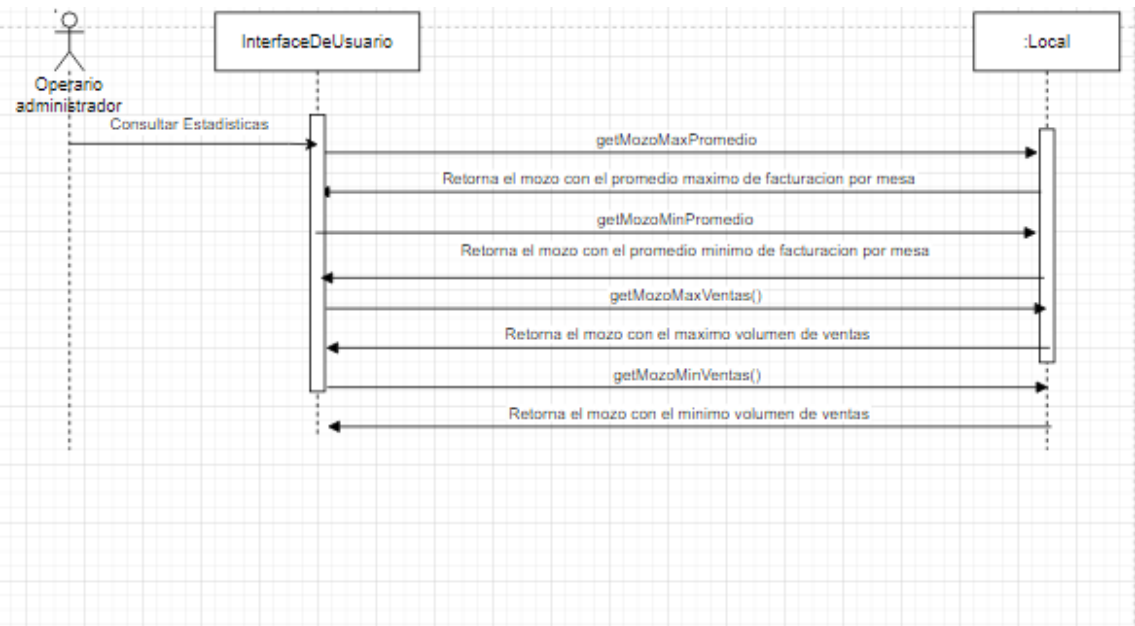 InterfaceDeUsuario
:Local
Operario
administrador
Consultar Estadisticas
getMozoMaxPromedio
Retorna el mozo con el promedio maximo de facturacion por mesa
getMozoMinPromedio
Retorna el mozo con el promedio minimo de facturacion por mesa
getMozoMaxVentas()
Retorna el mozo con el maximo volumen de ventas
getMozoMinVentas()
Retorna el mozo con el minimo volumen de ventas